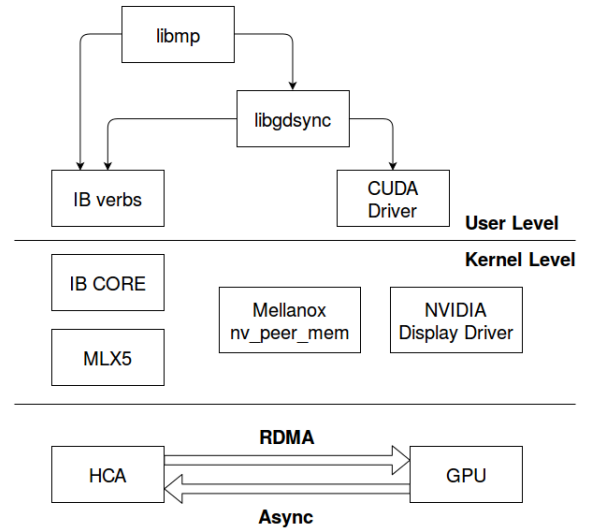 libmp
libgdsync
IB verbs
CUDA
Driver
User Level
Kernel Level
IB CORE
Mellanox
nv_peer_mem
NVIDIA
Display Driver
MLX5
RDMA
HCA
GPU
Async